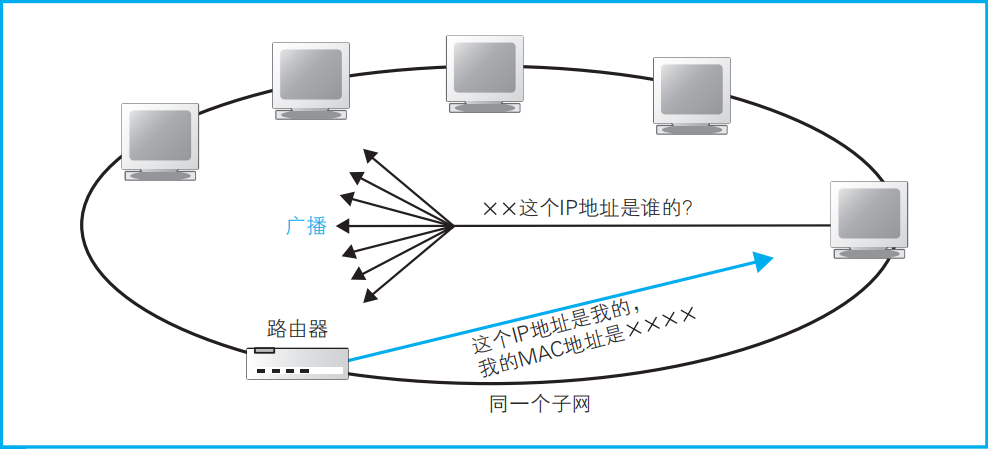 ××这个IP地址是谁的?
广播
这个IP地址是我的，
我的MAC地址是××××
路由器
同一个子网